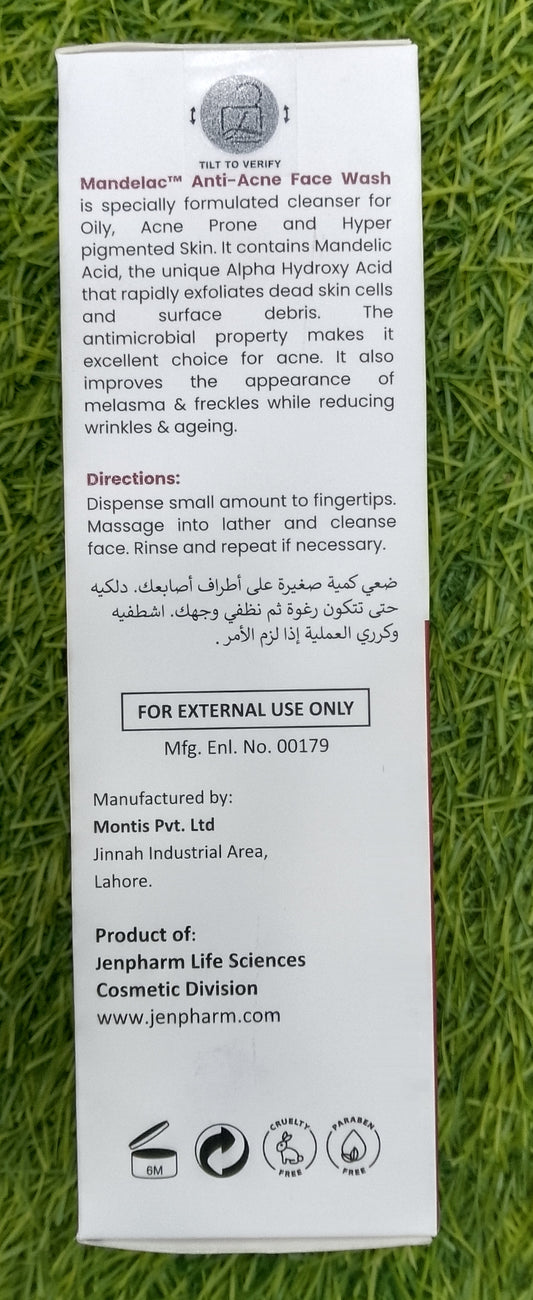 TILT TO VERIFY
Mandelac™ Anti-Acne Face Wash
is specially formulated cleanser for
Oily, Acne Prone and Hyper
pigmented Skin. It contains Mandelic
Acid, the unique Alpha Hydroxy Acid
that rapidly exfoliates dead skin cells
and surface debris. The
antimicrobial property makes it
excellent choice for acne. It also
improves the appearance of
melasma & freckles while reducing
wrinkles & ageing.
Directions:
Dispense small amount to fingertips.
Massage into lather and cleanse
face. Rinse and repeat if necessary.
ضعي كمية صغيرة على أطراف أصابعك. دلكيه
حتى تتكون رغوة ثم نظفي وجهك. اشطفيه
وكرري العملية إذا لزم الأمر.
FOR EXTERNAL USE ONLY
Mfg. Enl. No. 00179
Manufactured by:
Montis Pvt. Ltd
Jinnah Industrial Area,
Lahore.
Product of:
Jenpharm Life Sciences
Cosmetic Division
www.jenpharm.com
6M
CRUELTY FREE
PARABEN FREE